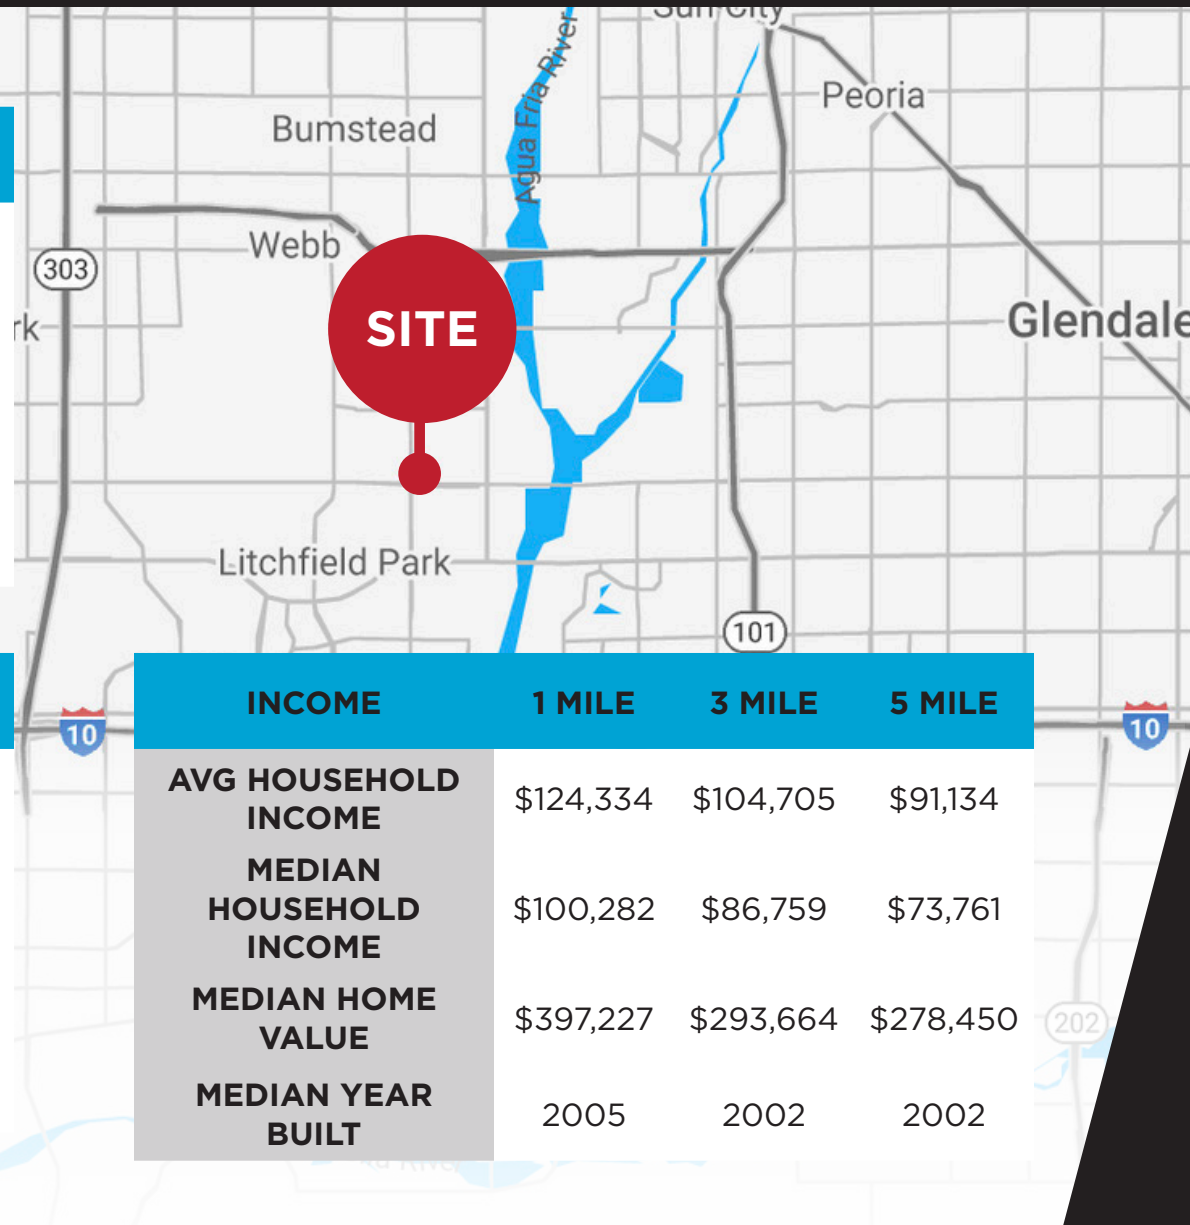 Sun City
Agua Fria River
Peoria
Bumstead
Webb
303
rk
SITE
Glendale
Litchfield Park
101
10
10
INCOME 1 MILE 3 MILE 5 MILE
AVG HOUSEHOLD
INCOME
$124,334 $104,705 $91,134
MEDIAN
HOUSEHOLD
INCOME
$100,282 $86,759 $73,761
MEDIAN HOME
VALUE
$397,227 $293,664 $278,450
202
MEDIAN YEAR
BUILT
2005 2002 2002